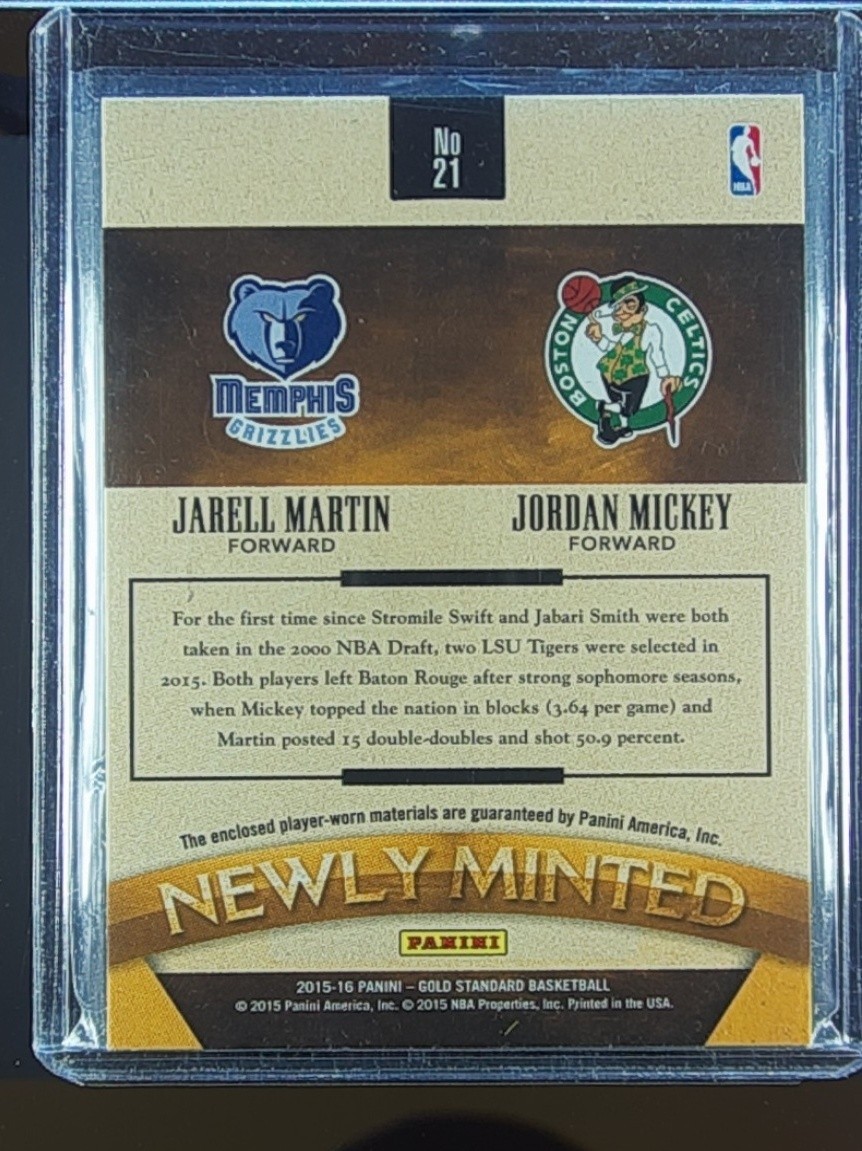 No
21
NBA
MEMPHIS
GRIZZLIES
BOSTON CELTICS
JARELL MARTIN
FORWARD
JORDAN MICKEY
FORWARD
For the first time since Stromile Swift and Jabari Smith were both
taken in the 2000 NBA Draft, two LSU Tigers were selected in
2015. Both players left Baton Rouge after strong sophomore seasons,
when Mickey topped the nation in blocks (3.64 per game) and
Martin posted 15 double-doubles and shot 50.9 percent.
The enclosed player-worn materials are guaranteed by Panini America, Inc.
NEWLY MINTED
PANINI
2015-16 PANINI – GOLD STANDARD BASKETBALL
© 2015 Panini America, Inc. © 2015 NBA Properties, Inc. Printed in the USA.